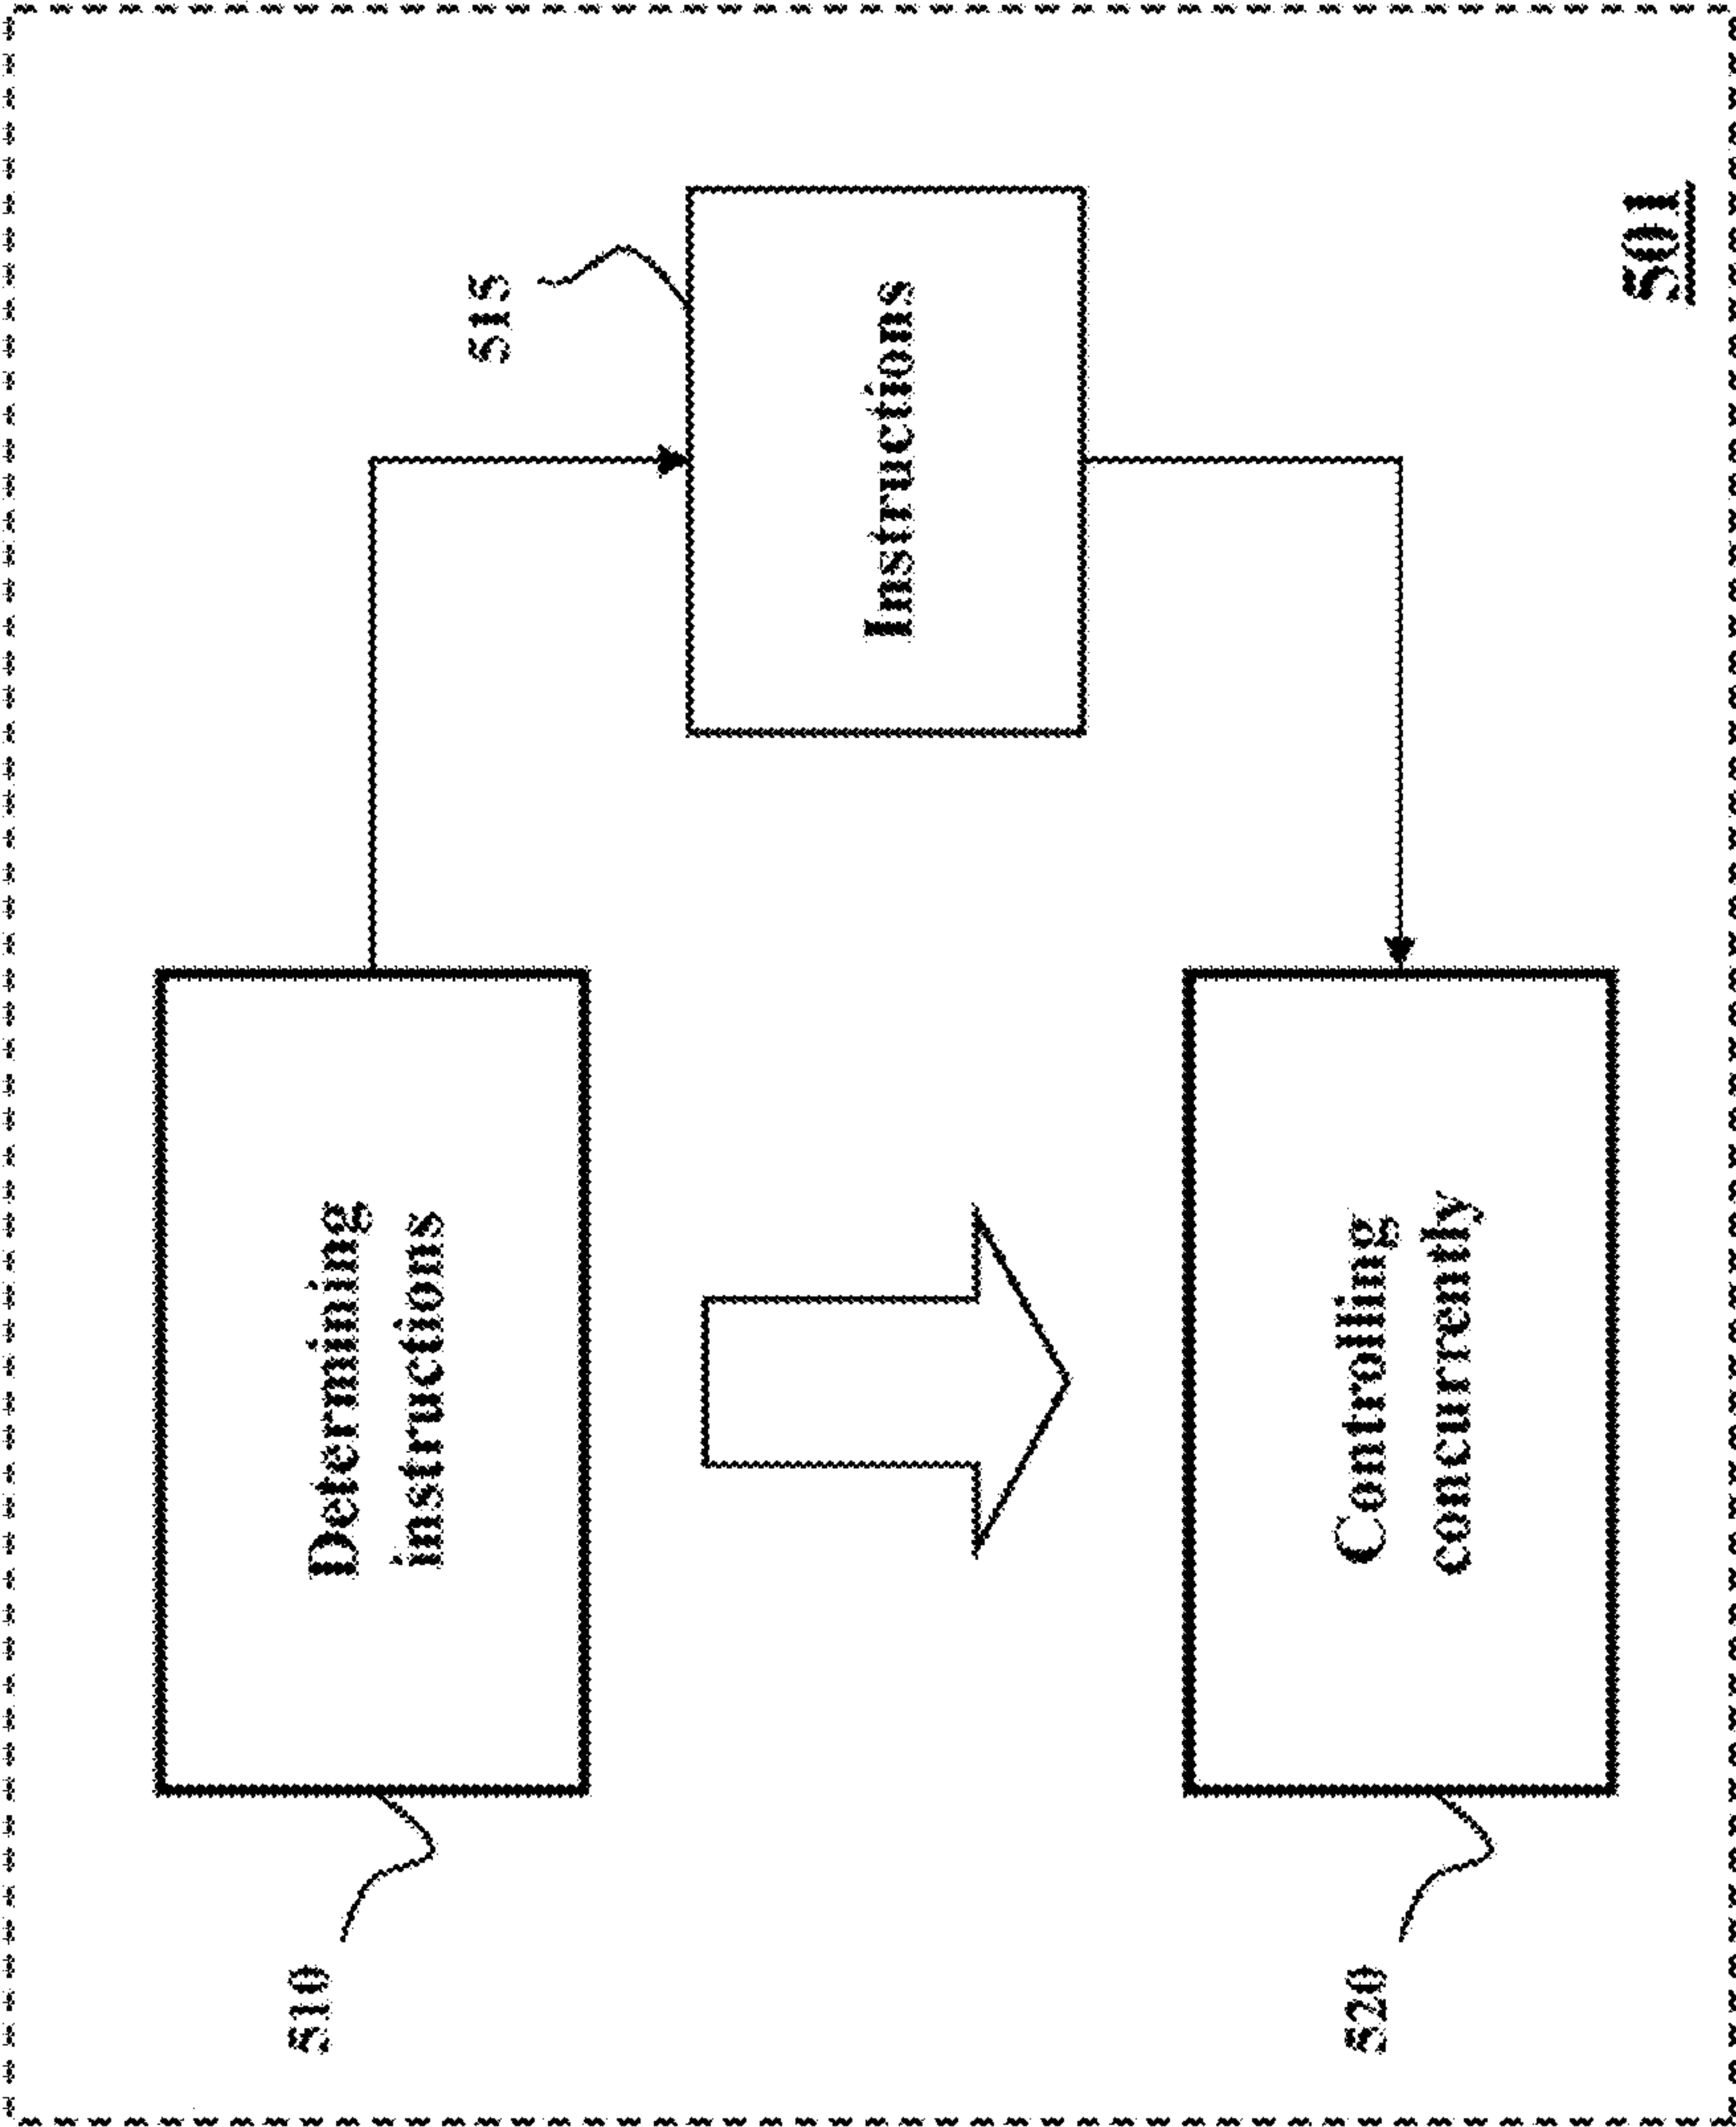 510
Determining
instructions
515
Instructions
520
Controlling
concurrently
501